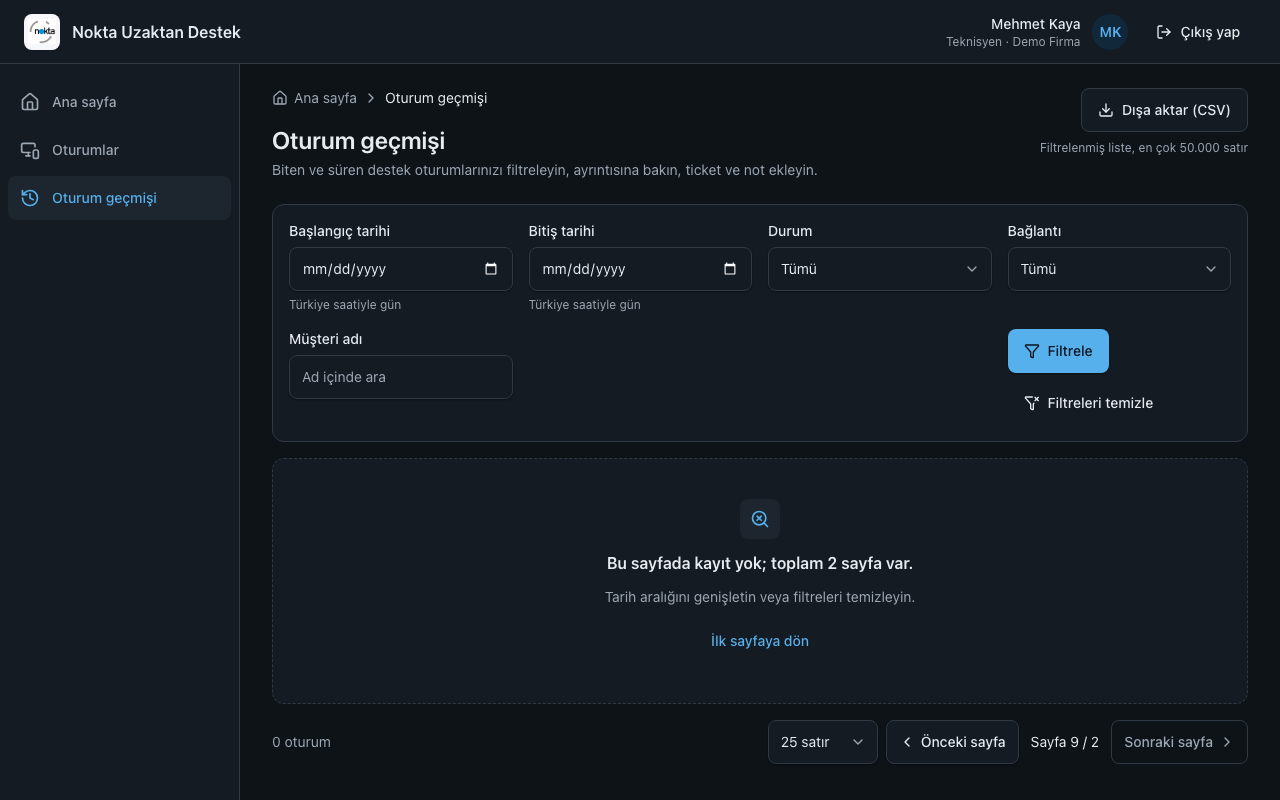 nokta
Nokta Uzaktan Destek
Mehmet Kaya
Teknisyen · Demo Firma
MK
Çıkış yap
Ana sayfa
Oturumlar
Oturum geçmişi
Ana sayfa > Oturum geçmişi
Dışa aktar (CSV)
Filtrelenmiş liste, en çok 50.000 satır
Oturum geçmişi
Biten ve süren destek oturumlarınızı filtreleyin, ayrıntısına bakın, ticket ve not ekleyin.
Başlangıç tarihi
Bitiş tarihi
Durum
Bağlantı
mm/dd/yyyy
mm/dd/yyyy
Tümü
Tümü
Türkiye saatiyle gün
Türkiye saatiyle gün
Müşteri adı
Ad içinde ara
Filtrele
Filtreleri temizle
Bu sayfada kayıt yok; toplam 2 sayfa var.
Tarih aralığını genişletin veya filtreleri temizleyin.
İlk sayfaya dön
0 oturum
25 satır
Önceki sayfa
Sayfa 9 / 2
Sonraki sayfa